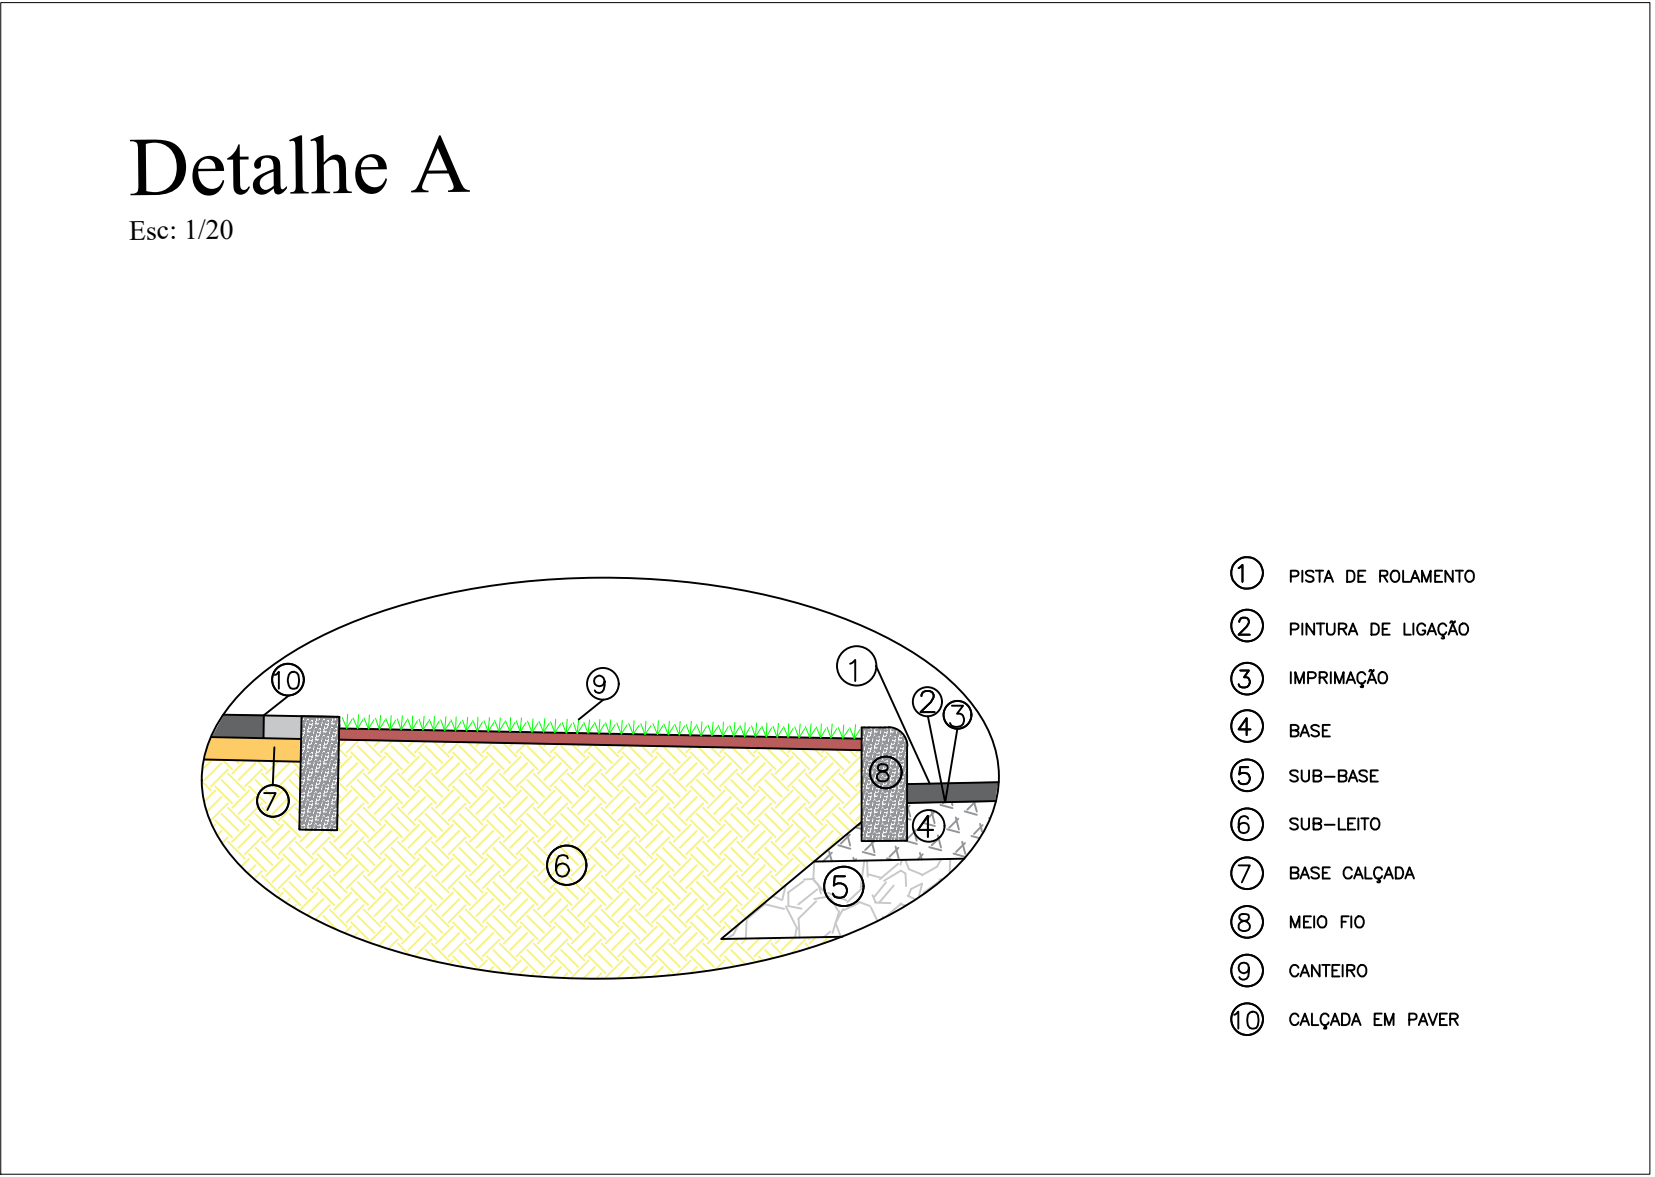 Detalhe A
Esc: 1/20
10
9
1
2
3
8
7
4
6
5
1 PISTA DE ROLAMENTO
2 PINTURA DE LIGAÇÃO
3 IMPRIMAÇÃO
4 BASE
5 SUB-BASE
6 SUB-LEITO
7 BASE CALÇADA
8 MEIO FIO
9 CANTEIRO
10 CALÇADA EM PAVER